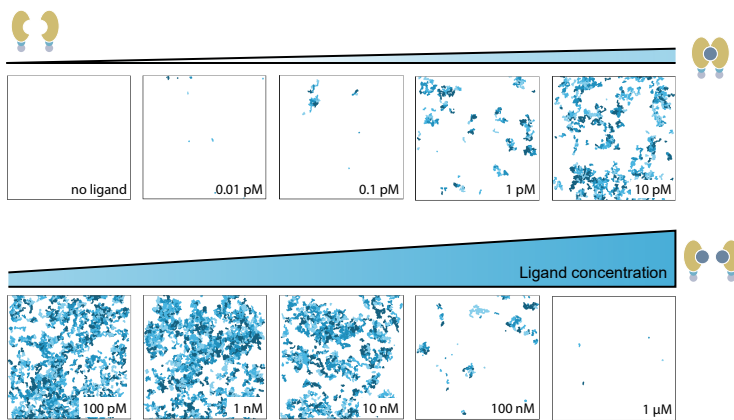 no ligand
0.01 pM
0.1 pM
1 pM
10 pM
Ligand concentration
100 pM
1 nM
10 nM
100 nM
1 µM